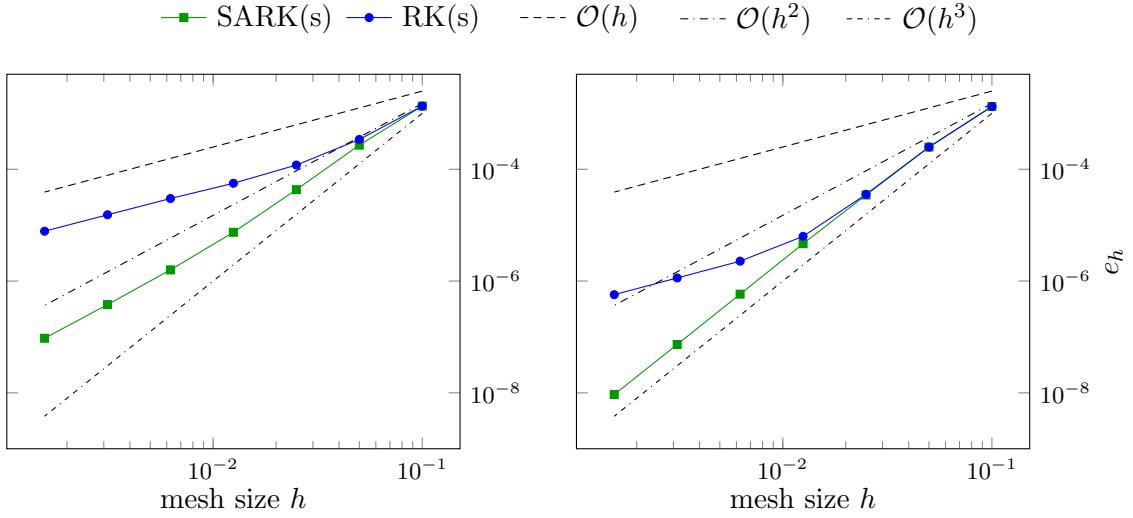 SARK(s) RK(s) O(h) O(h²) O(h³)
10⁻⁴
10⁻⁶
10⁻⁸
10⁻² 10⁻¹
mesh size h
10⁻⁴
10⁻⁶
10⁻⁸
e_h
10⁻² 10⁻¹
mesh size h